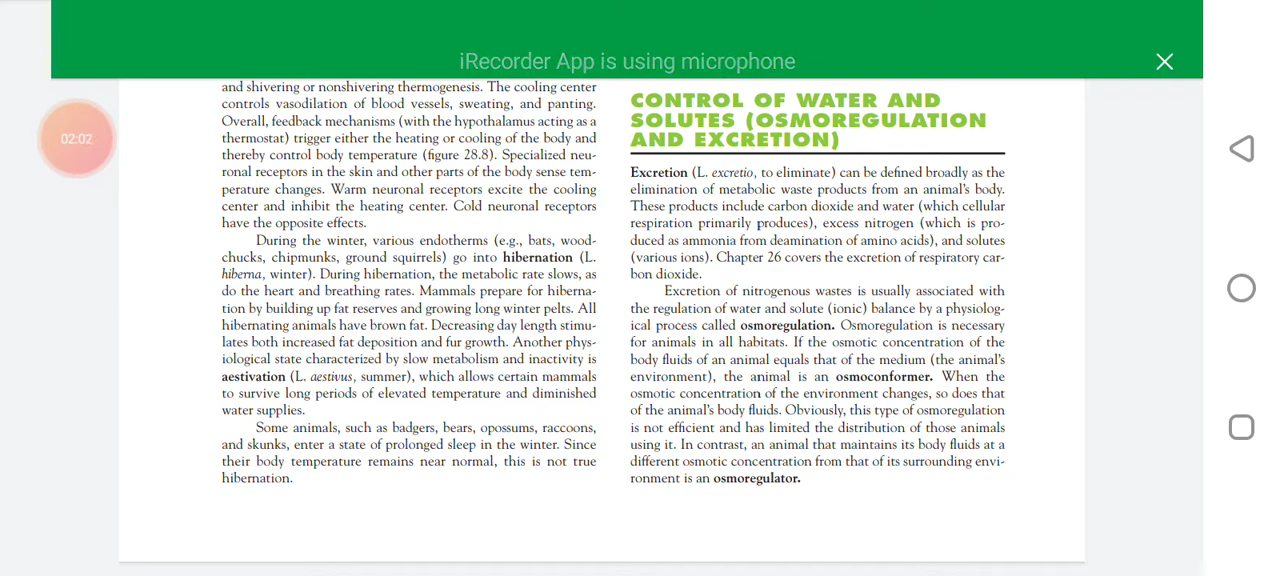 iRecorder App is using microphone
02:02
and shivering or nonshivering thermogenesis. The cooling center
controls vasodilation of blood vessels, sweating, and panting.
Overall, feedback mechanisms (with the hypothalamus acting as a
thermostat) trigger either the heating or cooling of the body and
thereby control body temperature (figure 28.8). Specialized neu-
ronal receptors in the skin and other parts of the body sense tem-
perature changes. Warm neuronal receptors excite the cooling
center and inhibit the heating center. Cold neuronal receptors
have the opposite effects.
During the winter, various endotherms (e.g., bats, wood-
chucks, chipmunks, ground squirrels) go into hibernation (L.
hiberna, winter). During hibernation, the metabolic rate slows, as
do the heart and breathing rates. Mammals prepare for hiberna-
tion by building up fat reserves and growing long winter pelts. All
hibernating animals have brown fat. Decreasing day length stimu-
lates both increased fat deposition and fur growth. Another phys-
iological state characterized by slow metabolism and inactivity is
aestivation (L. aestivus, summer), which allows certain mammals
to survive long periods of elevated temperature and diminished
water supplies.
Some animals, such as badgers, bears, opossums, raccoons,
and skunks, enter a state of prolonged sleep in the winter. Since
their body temperature remains near normal, this is not true
hibernation.
CONTROL OF WATER AND
SOLUTES (OSMOREGULATION
AND EXCRETION)
Excretion (L. excretio, to eliminate) can be defined broadly as the
elimination of metabolic waste products from an animal's body.
These products include carbon dioxide and water (which cellular
respiration primarily produces), excess nitrogen (which is pro-
duced as ammonia from deamination of amino acids), and solutes
(various ions). Chapter 26 covers the excretion of respiratory car-
bon dioxide.
Excretion of nitrogenous wastes is usually associated with
the regulation of water and solute (ionic) balance by a physiolog-
ical process called osmoregulation. Osmoregulation is necessary
for animals in all habitats. If the osmotic concentration of the
body fluids of an animal equals that of the medium (the animal's
environment), the animal is an osmoconformer. When the
osmotic concentration of the environment changes, so does that
of the animal's body fluids. Obviously, this type of osmoregulation
is not efficient and has limited the distribution of those animals
using it. In contrast, an animal that maintains its body fluids at a
different osmotic concentration from that of its surrounding envi-
ronment is an osmoregulator.